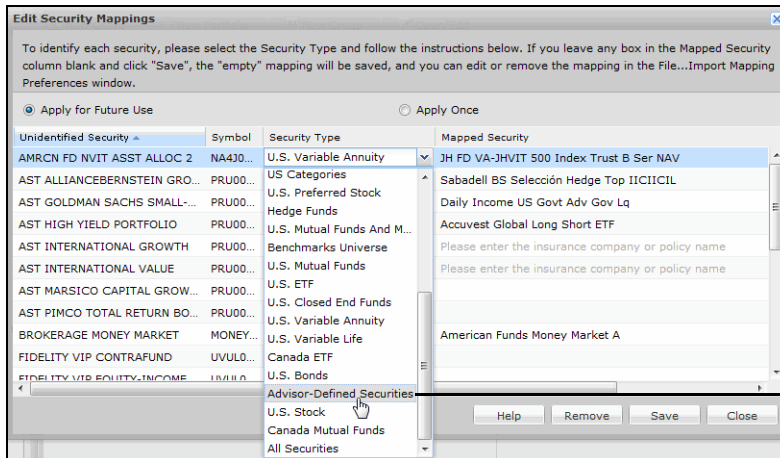 Edit Security Mappings
To identify each security, please select the Security Type and follow the instructions below. If you leave any box in the Mapped Security
column blank and click "Save", the "empty" mapping will be saved, and you can edit or remove the mapping in the File...Import Mapping
Preferences window.
Apply for Future Use Apply Once
Unidentified Security Symbol Security Type Mapped Security
AMRCN FD NVIT ASST ALLOC 2 NA4J0... U.S. Variable Annuity JH FD VA-JHVIT 500 Index Trust B Ser NAV
AST ALLIANCEBERNSTEIN GRO... PRU00... Sabadell BS Selección Hedge Top IICIICIL
AST GOLDMAN SACHS SMALL-... PRU00... Daily Income US Govt Adv Gov Lq
AST HIGH YIELD PORTFOLIO PRU00... Accuvest Global Long Short ETF
AST INTERNATIONAL GROWTH PRU00... Please enter the insurance company or policy name
AST INTERNATIONAL VALUE PRU00... Please enter the insurance company or policy name
AST MARSICO CAPITAL GROW... PRU00...
AST PIMCO TOTAL RETURN BO... PRU00...
BROKERAGE MONEY MARKET MONEY... American Funds Money Market A
FIDELITY VIP CONTRAFUND UVUL0...
FIDELITY VIP EQUITY-INCOME UVUL0...
US Categories
U.S. Preferred Stock
Hedge Funds
U.S. Mutual Funds And M...
Benchmarks Universe
U.S. Mutual Funds
U.S. ETF
U.S. Closed End Funds
U.S. Variable Annuity
U.S. Variable Life
Canada ETF
U.S. Bonds
Advisor-Defined Securities
U.S. Stock
Canada Mutual Funds
All Securities
Help Remove Save Close